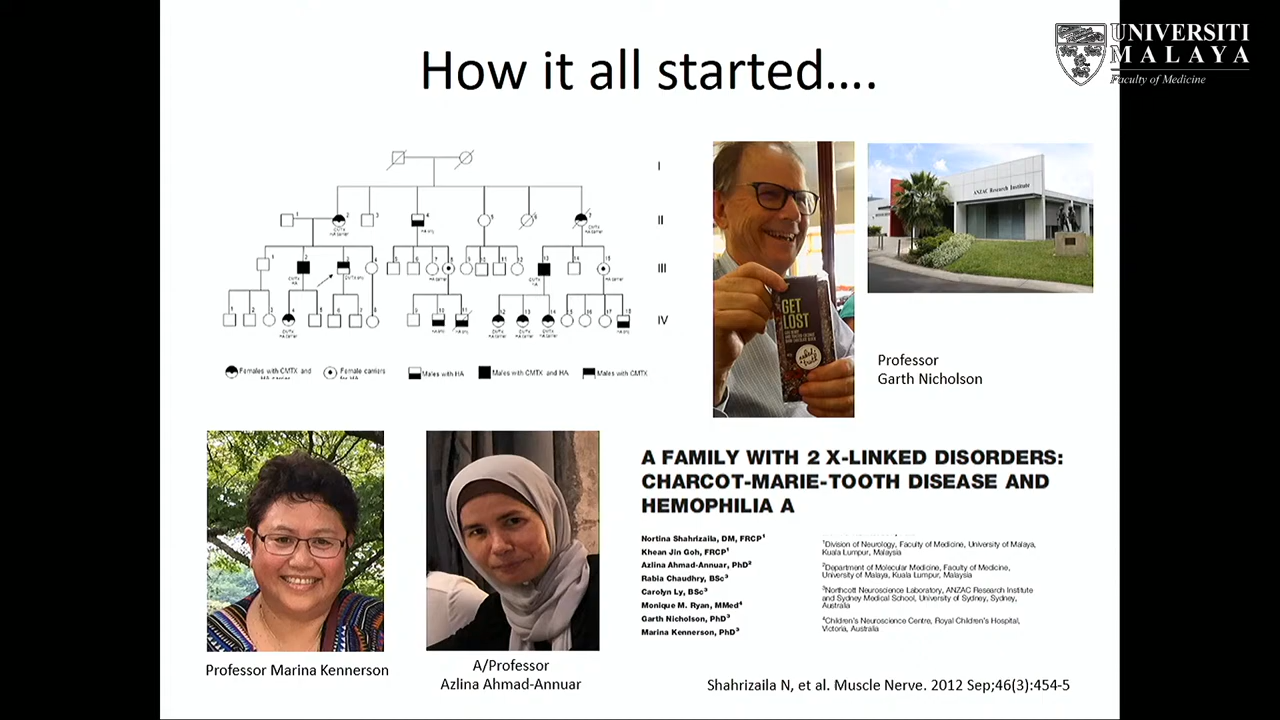 How it all started....
UNIVERSITI
MALAYA
Faculty of Medicine
I
II
III
IV
Females with CMTX and
Female carriers
Males with HA
Males with CMTX and HA
Males with CMTX
GET
LOST
ANZAC Research Institute
Professor
Garth Nicholson
Professor Marina Kennerson
A/Professor
Azlina Ahmad-Annuar
A FAMILY WITH 2 X-LINKED DISORDERS:
CHARCOT-MARIE-TOOTH DISEASE AND
HEMOPHILIA A
Nortina Shahrizaila, DM, FRCP¹
Khean Jin Goh, FRCP¹
Azlina Ahmad-Annuar, PhD²
Rabia Chaudhry, BSc³
Carolyn Ly, BSc³
Monique M. Ryan, MMed⁴
Garth Nicholson, PhD³
Marina Kennerson, PhD³
¹Division of Neurology, Faculty of Medicine, University of Malaya,
Kuala Lumpur, Malaysia
²Department of Molecular Medicine, Faculty of Medicine,
University of Malaya, Kuala Lumpur, Malaysia
³Northcott Neuroscience Laboratory, ANZAC Research Institute
and Sydney Medical School, University of Sydney, Sydney,
Australia
⁴Children's Neuroscience Centre, Royal Children's Hospital,
Victoria, Australia
Shahrizaila N, et al. Muscle Nerve. 2012 Sep;46(3):454-5